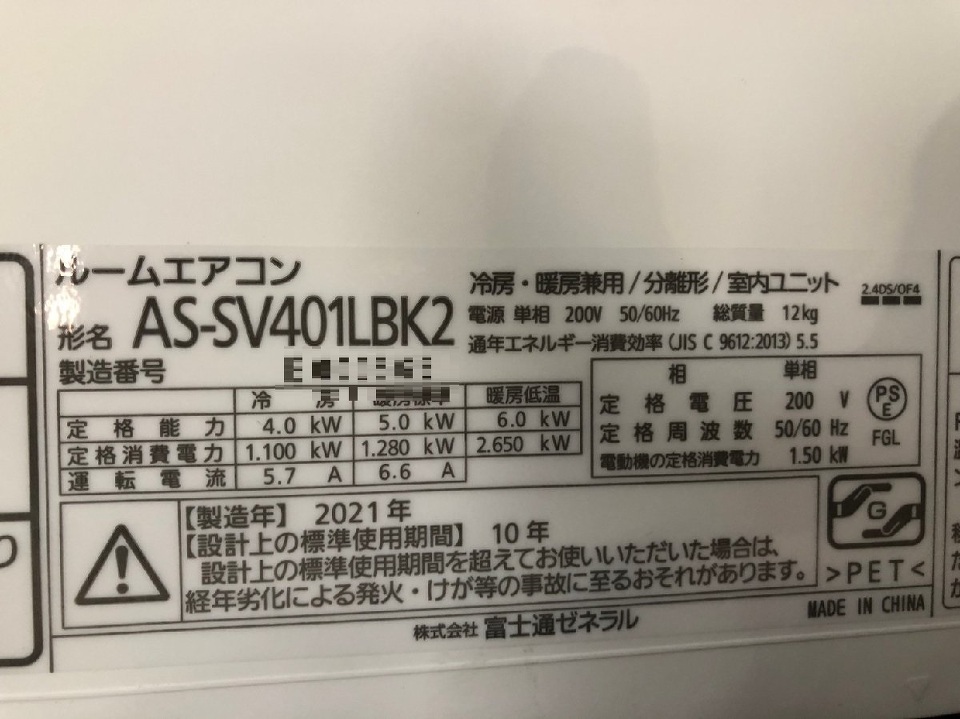 ルームエアコン
形名 AS-SV401LBK2
冷房・暖房兼用/分離形/室内ユニット
電源 単相 200V 50/60Hz 総質量 12kg
通年エネルギー消費効率 (JIS C 9612:2013) 5.5
2.4DS/OF4
製造番号
冷房 暖房標準 暖房低温
定格能力 4.0 kW 5.0 kW 6.0 kW
定格消費電力 1.100 kW 1.280 kW 2.650 kW
運転電流 5.7 A 6.6 A
相 単相
定格電圧 200 V
定格周波数 50/60 Hz
電動機の定格消費電力 1.50 kW
PS
E
FGL
【製造年】 2021年
【設計上の標準使用期間】 10年
設計上の標準使用期間を超えてお使いいただいた場合は、
経年劣化による発火・けが等の事故に至るおそれがあります。
G
>PET<
MADE IN CHINA
株式会社 富士通ゼネラル